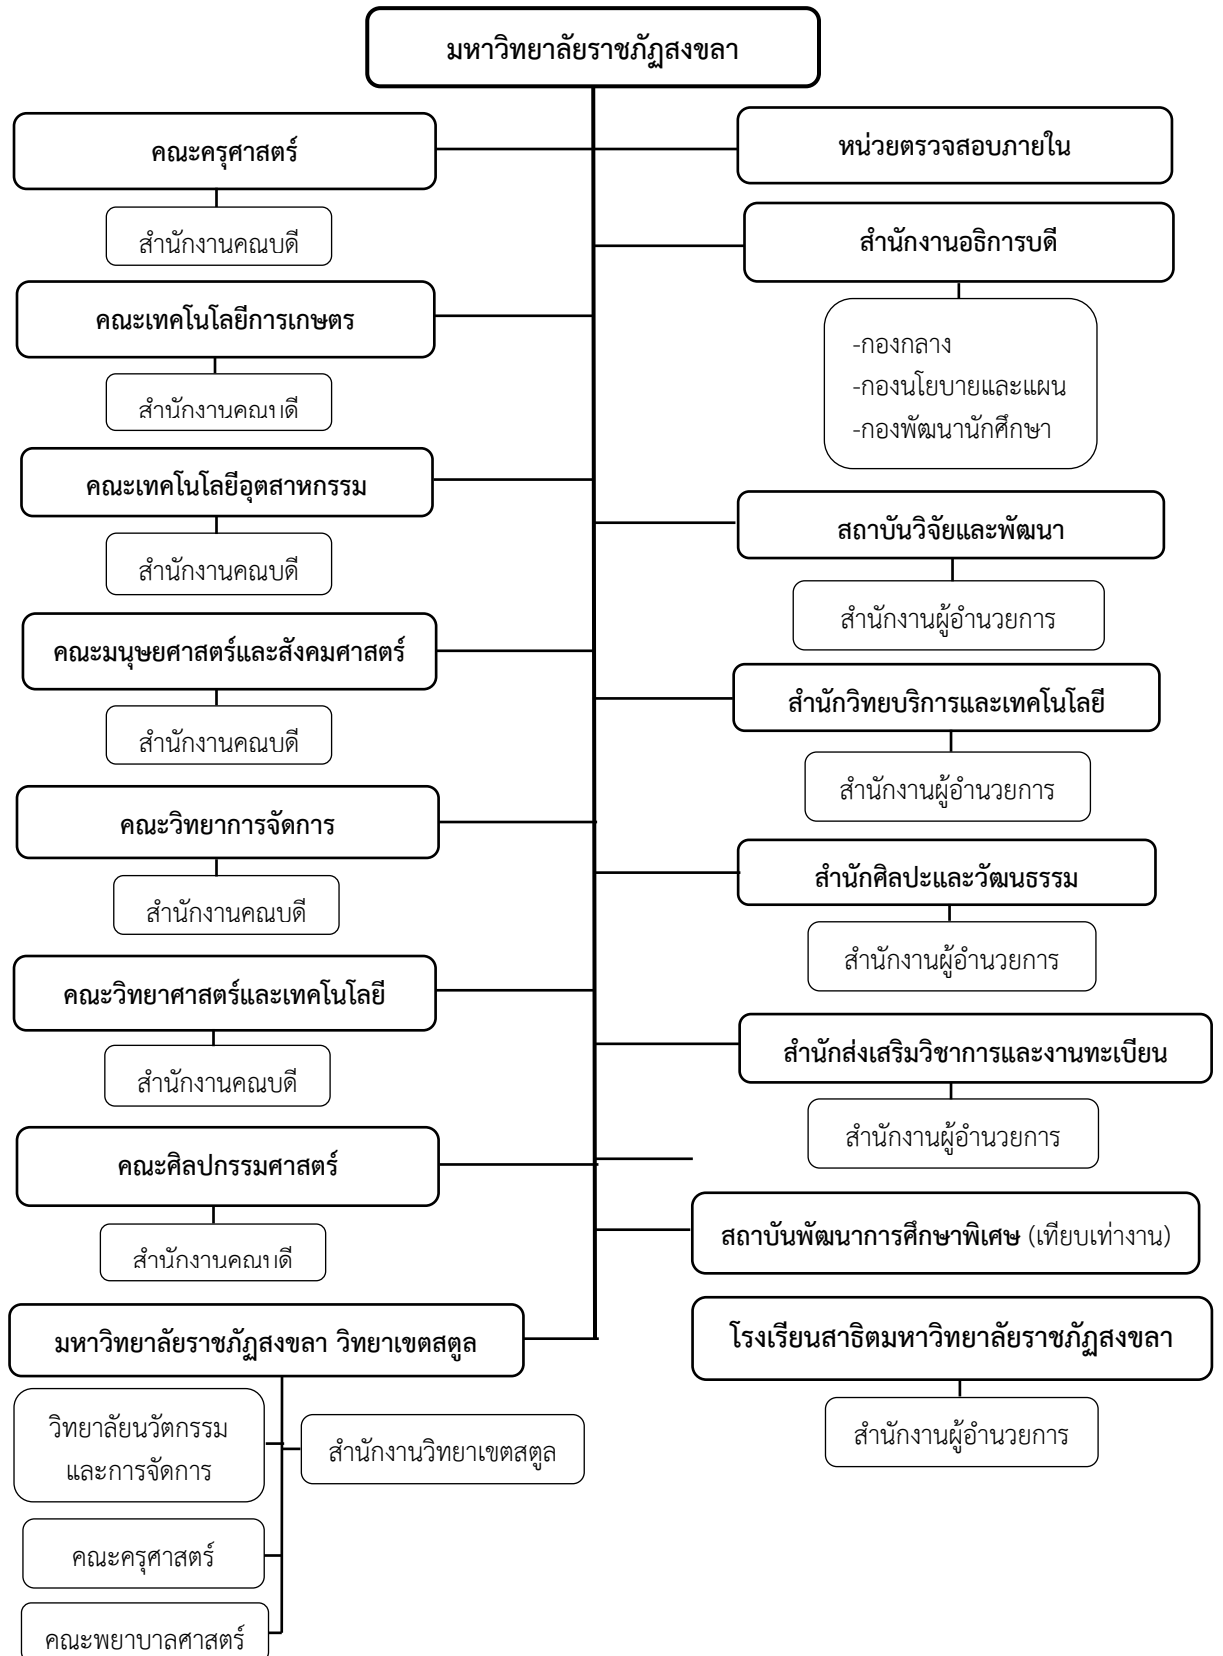 มหาวิทยาลัยราชภัฏสงขลา
คณะครุศาสตร์
สำนักงานคณบดี
คณะเทคโนโลยีการเกษตร
สำนักงานคณบดี
คณะเทคโนโลยีอุตสาหกรรม
สำนักงานคณบดี
คณะมนุษยศาสตร์และสังคมศาสตร์
สำนักงานคณบดี
คณะวิทยาการจัดการ
สำนักงานคณบดี
คณะวิทยาศาสตร์และเทคโนโลยี
สำนักงานคณบดี
คณะศิลปกรรมศาสตร์
สำนักงานคณบดี
มหาวิทยาลัยราชภัฏสงขลา วิทยาเขตสตูล
วิทยาลัยนวัตกรรม
และการจัดการ
สำนักงานวิทยาเขตสตูล
คณะครุศาสตร์
คณะพยาบาลศาสตร์
หน่วยตรวจสอบภายใน
สำนักงานอธิการบดี
-กองกลาง
-กองนโยบายและแผน
-กองพัฒนานักศึกษา
สถาบันวิจัยและพัฒนา
สำนักงานผู้อำนวยการ
สำนักวิทยบริการและเทคโนโลยี
สำนักงานผู้อำนวยการ
สำนักศิลปะและวัฒนธรรม
สำนักงานผู้อำนวยการ
สำนักส่งเสริมวิชาการและงานทะเบียน
สำนักงานผู้อำนวยการ
สถาบันพัฒนาการศึกษาพิเศษ (เทียบเท่างาน)
โรงเรียนสาธิตมหาวิทยาลัยราชภัฏสงขลา
สำนักงานผู้อำนวยการ